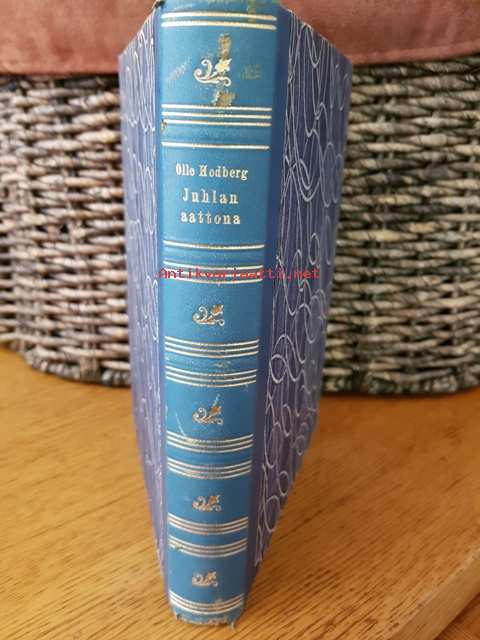 Olle Hedberg
Juhlan
aattona
Antikvariaatti.net